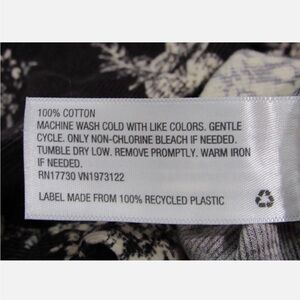 100% COTTON
MACHINE WASH COLD WITH LIKE COLORS. GENTLE
CYCLE. ONLY NON-CHLORINE BLEACH IF NEEDED.
TUMBLE DRY LOW. REMOVE PROMPTLY. WARM IRON
IF NEEDED.
RN17730 VN1973122
LABEL MADE FROM 100% RECYCLED PLASTIC